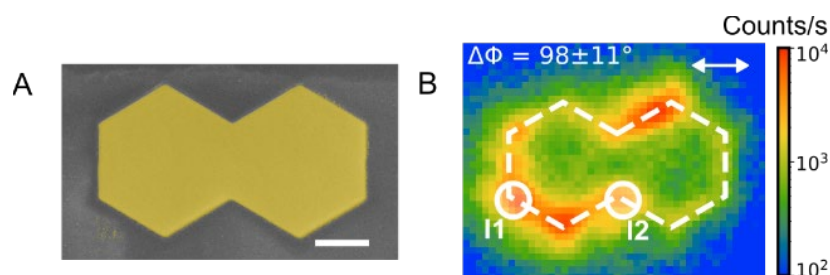 A
B
ΔΦ = 98±11°
I1
I2
Counts/s
10⁴
10³
10²